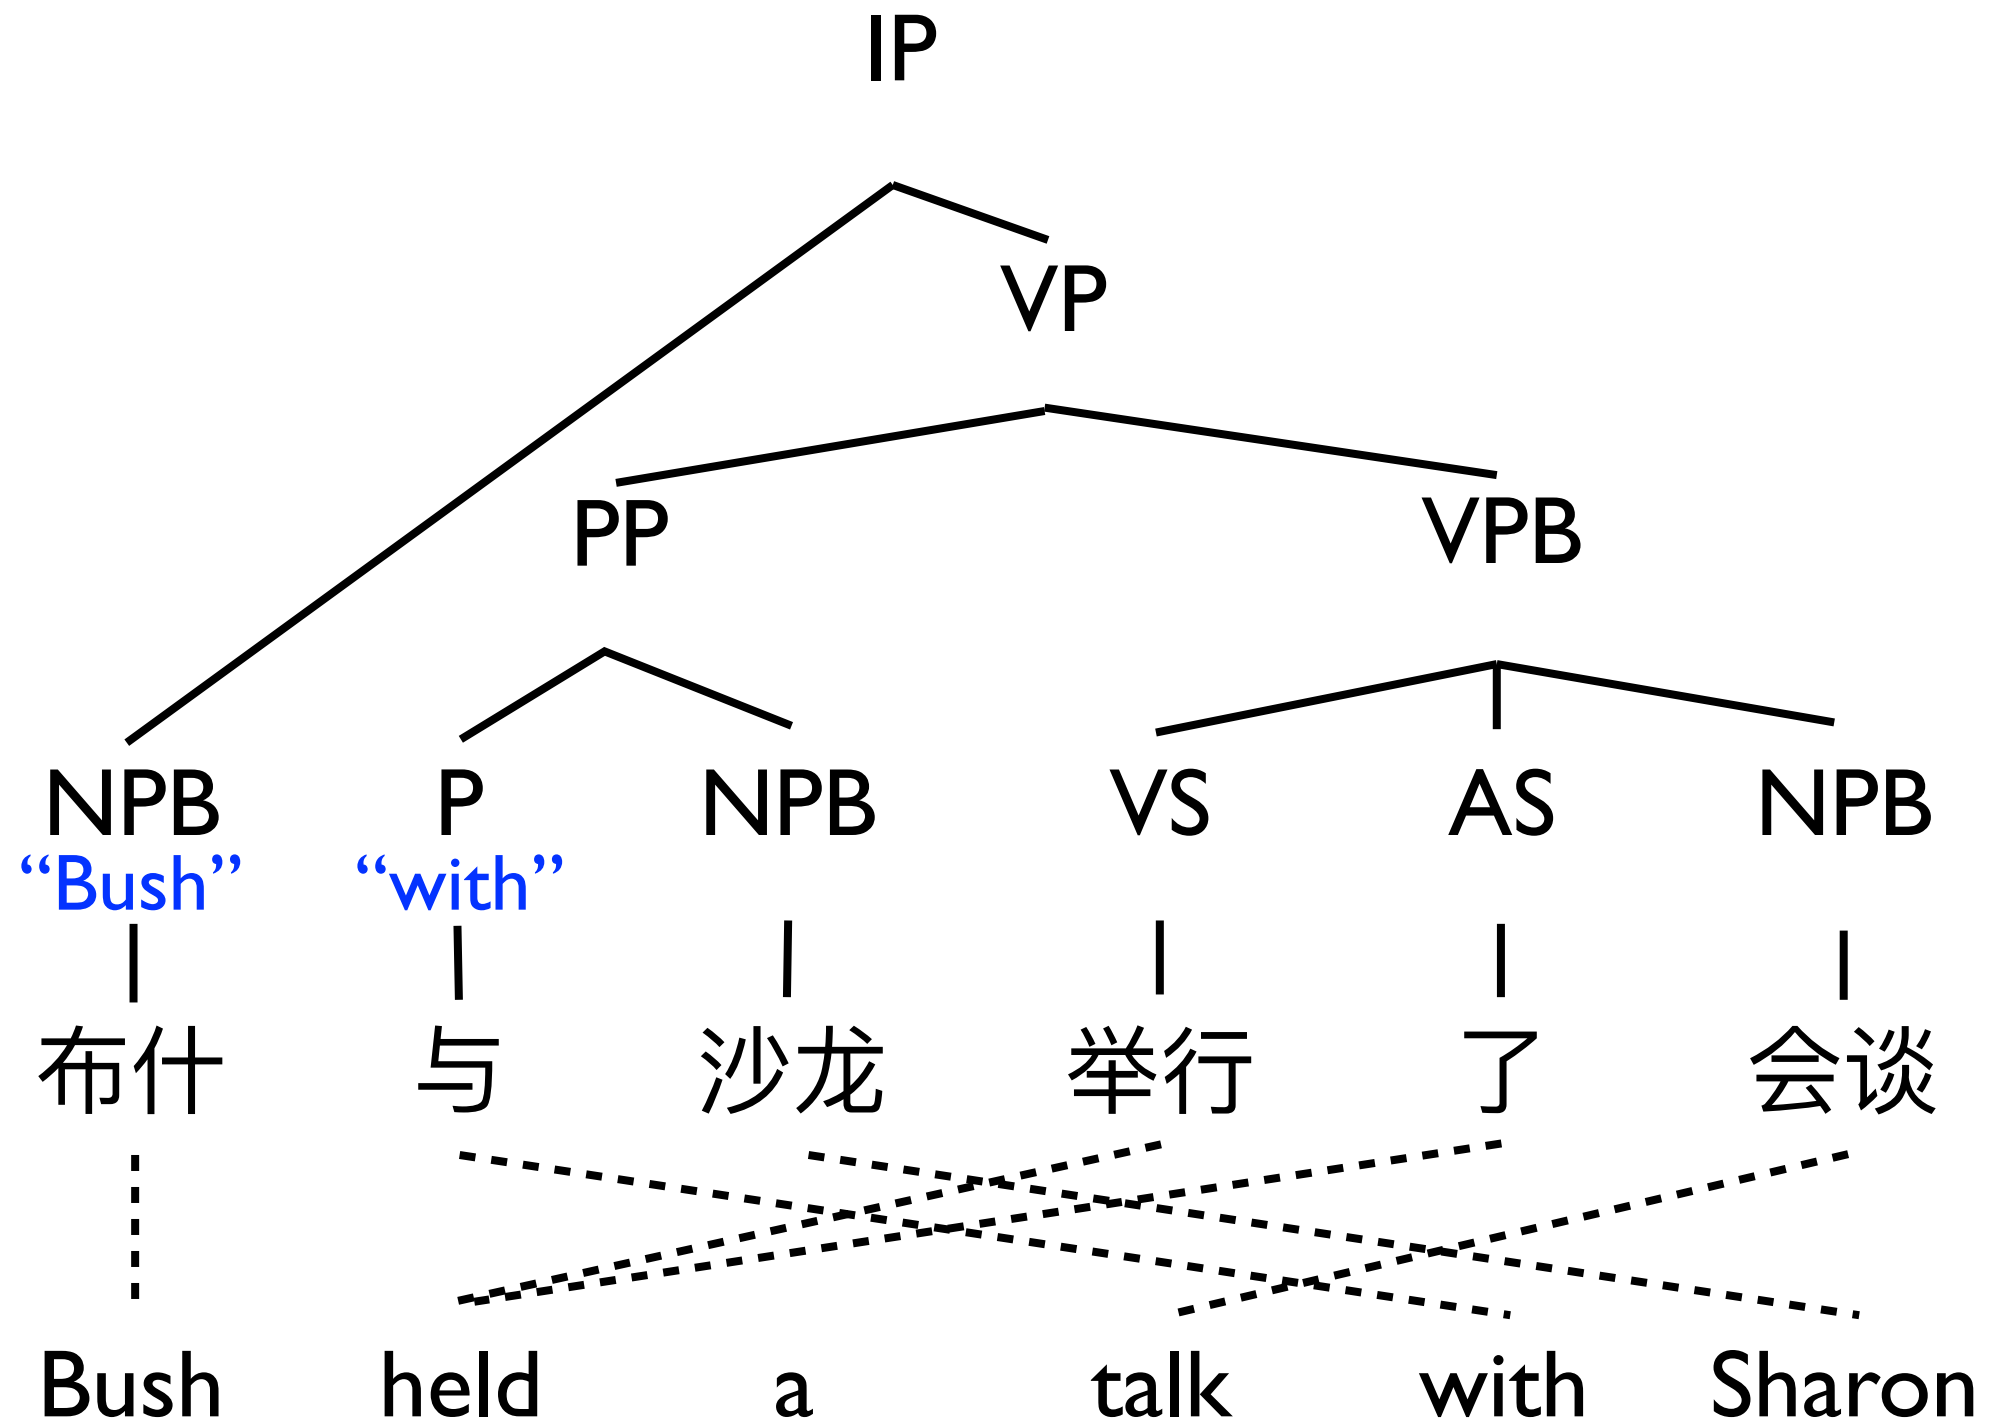 IP
VP
PP VPB
NPB P NPB VS AS NPB
“Bush” “with”
布什 与 沙龙 举行 了 会谈
Bush held a talk with Sharon